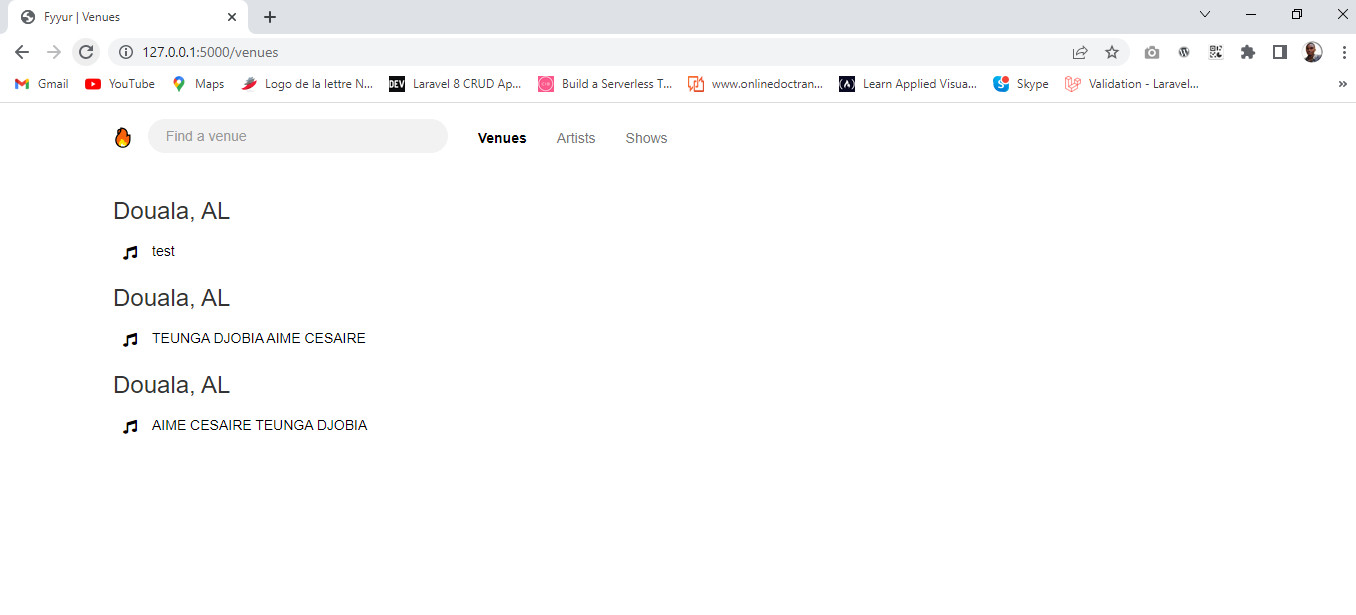 Fyyur | Venues
127.0.0.1:5000/venues
Gmail YouTube Maps Logo de la lettre N... DEV Laravel 8 CRUD Ap... Build a Serverless T... www.onlinedoctran... Learn Applied Visua... Skype Validation - Laravel... »
Find a venue Venues Artists Shows
Douala, AL
test
Douala, AL
TEUNGA DJOBIA AIME CESAIRE
Douala, AL
AIME CESAIRE TEUNGA DJOBIA